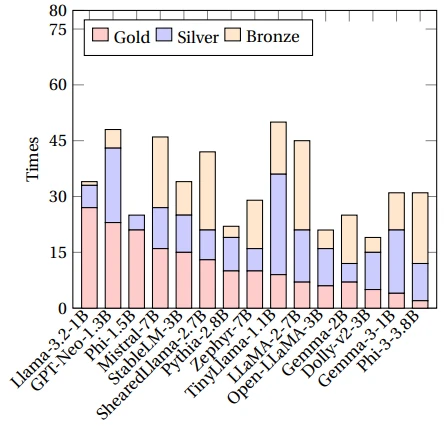 80
75
60
45
30
15
0
Times
Gold Silver Bronze
Llama-3.2-1B
GPT-Neo-1.3B
Phi-1.5B
Mistral-7B
StableLM-3B
ShearedLlama-2.7B
Pythia-2.8B
Zephyr-7B
TinyLlama-1.1B
LLaMA-2-7B
Open-LLaMA-3B
Gemma-2B
Dolly-v2-3B
Gemma-3-1B
Phi-3-3.8B